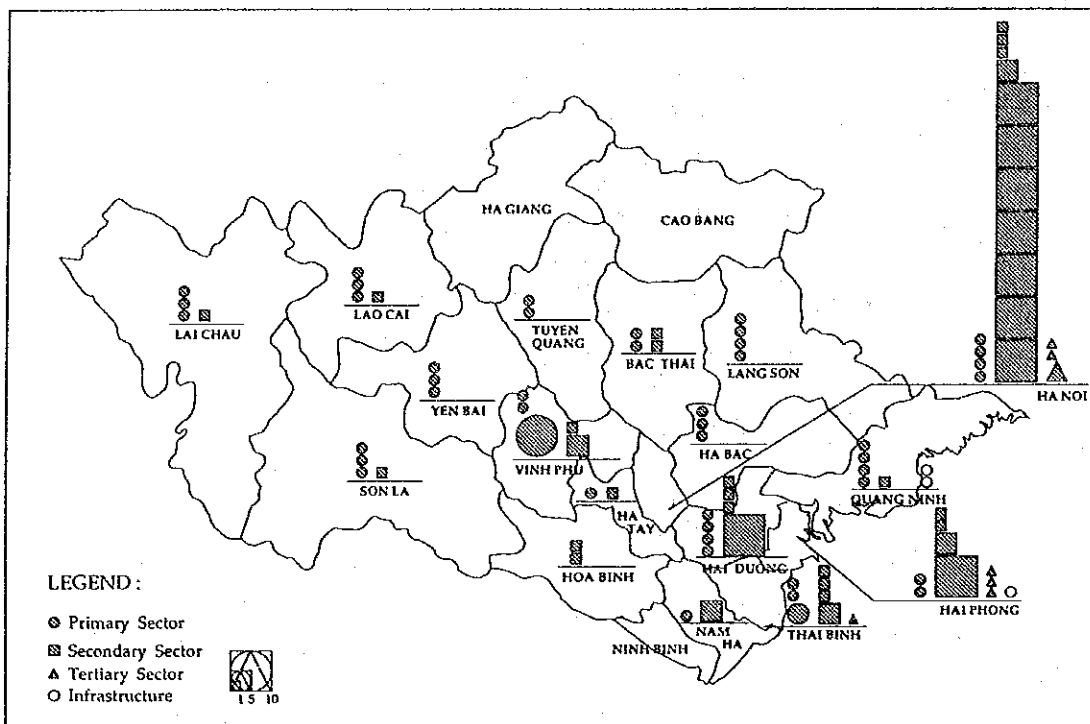 HA GIANG
CAO BANG
LAO CAI
LAI CHAU
TUYEN
QUANG
BAC THAI
LANG SON
HA NOI
YEN BAI
HA BAC
VINH PHU
SON LA
QUANG NINH
HA
TAY
HOA BINH
HAI DUONG
HAI PHONG
NAM
HA
THAI BINH
NINH BINH
LEGEND :
Primary Sector
Secondary Sector
Tertiary Sector
Infrastructure
1 5 10